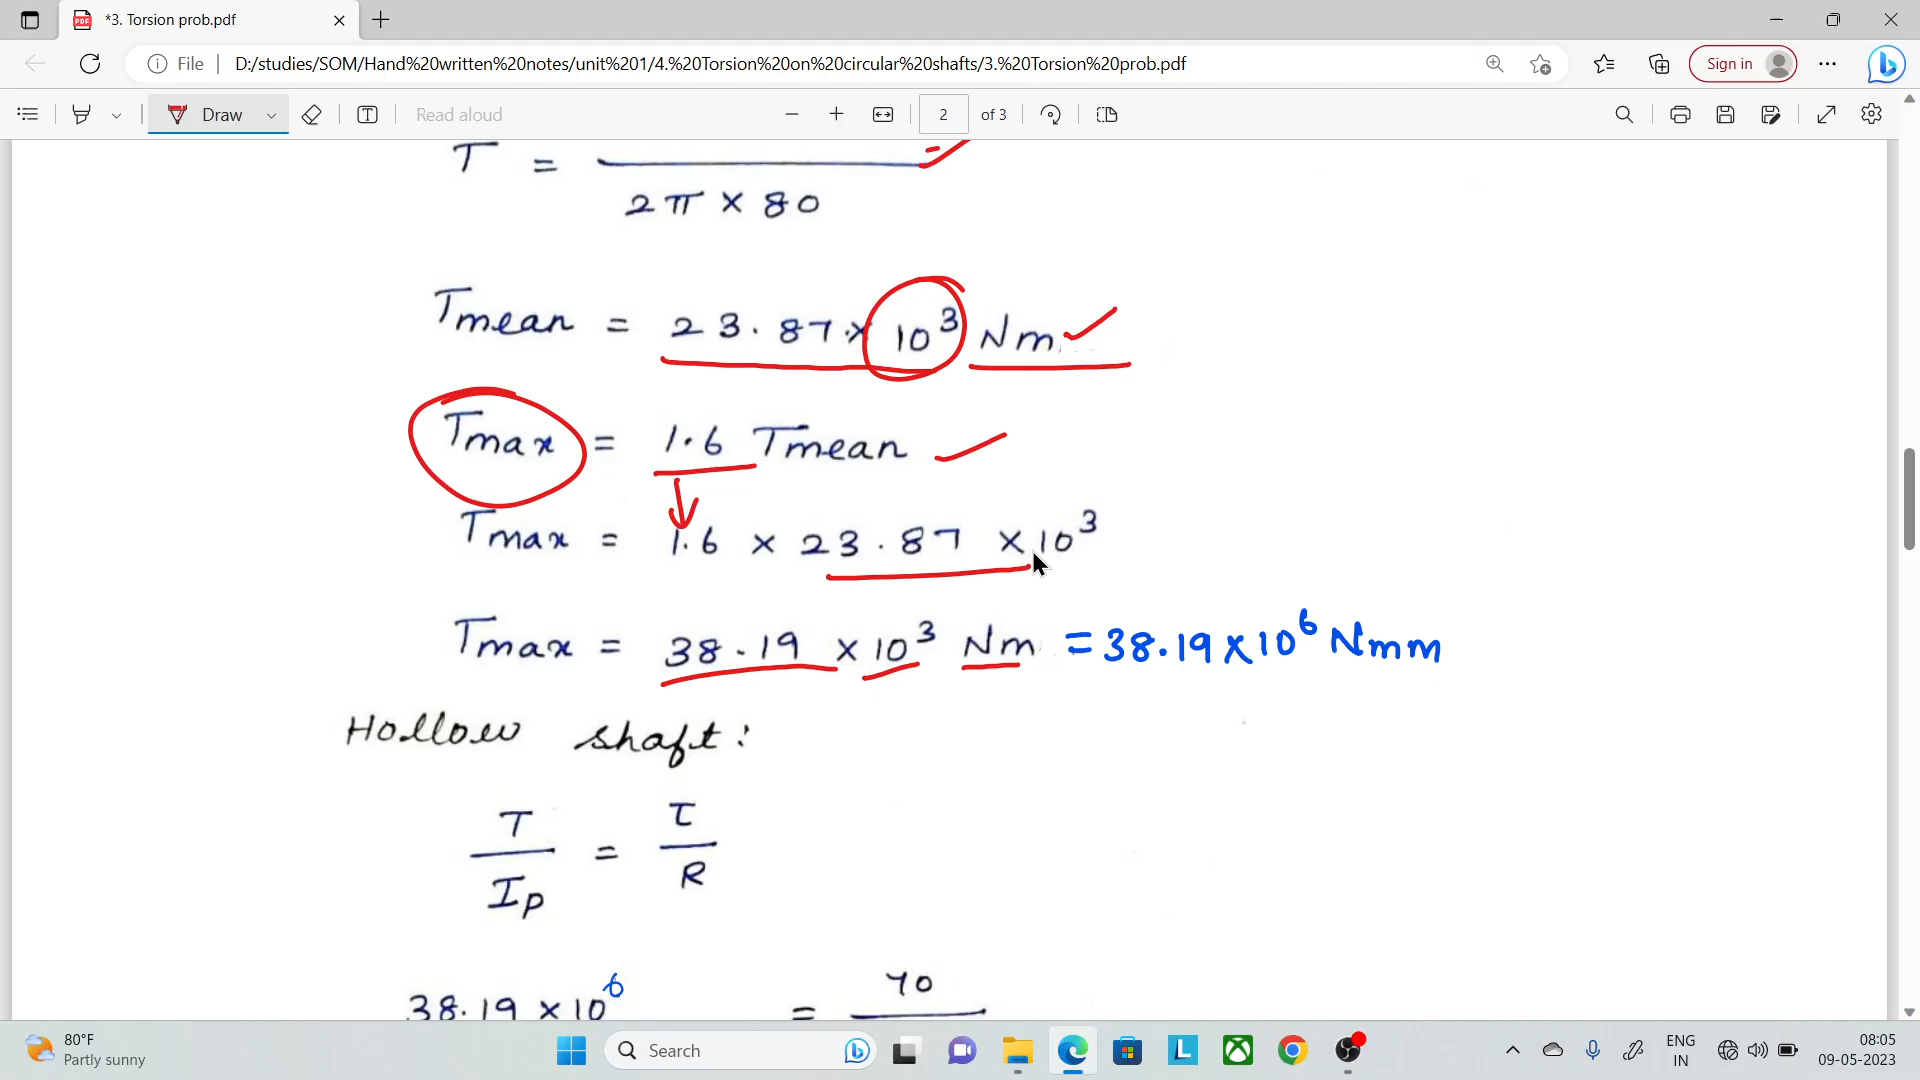 *3. Torsion prob.pdf
File | D:/studies/SOM/Hand%20written%20notes/unit%201/4.%20Torsion%20on%20circular%20shafts/3.%20Torsion%20prob.pdf
Sign in
Draw
Read aloud
2 of 3
T =
2π × 80
Tmean = 23.87 × 10³ Nm
Tmax = 1.6 Tmean
Tmax = 1.6 × 23.87 × 10³
Tmax = 38.19 × 10³ Nm = 38.19 × 10⁶ Nmm
Hollow shaft:
T τ
= 
Ip R
70
38.19 × 10⁶ =
80°F
Partly sunny
Search
ENG
IN
08:05
09-05-2023